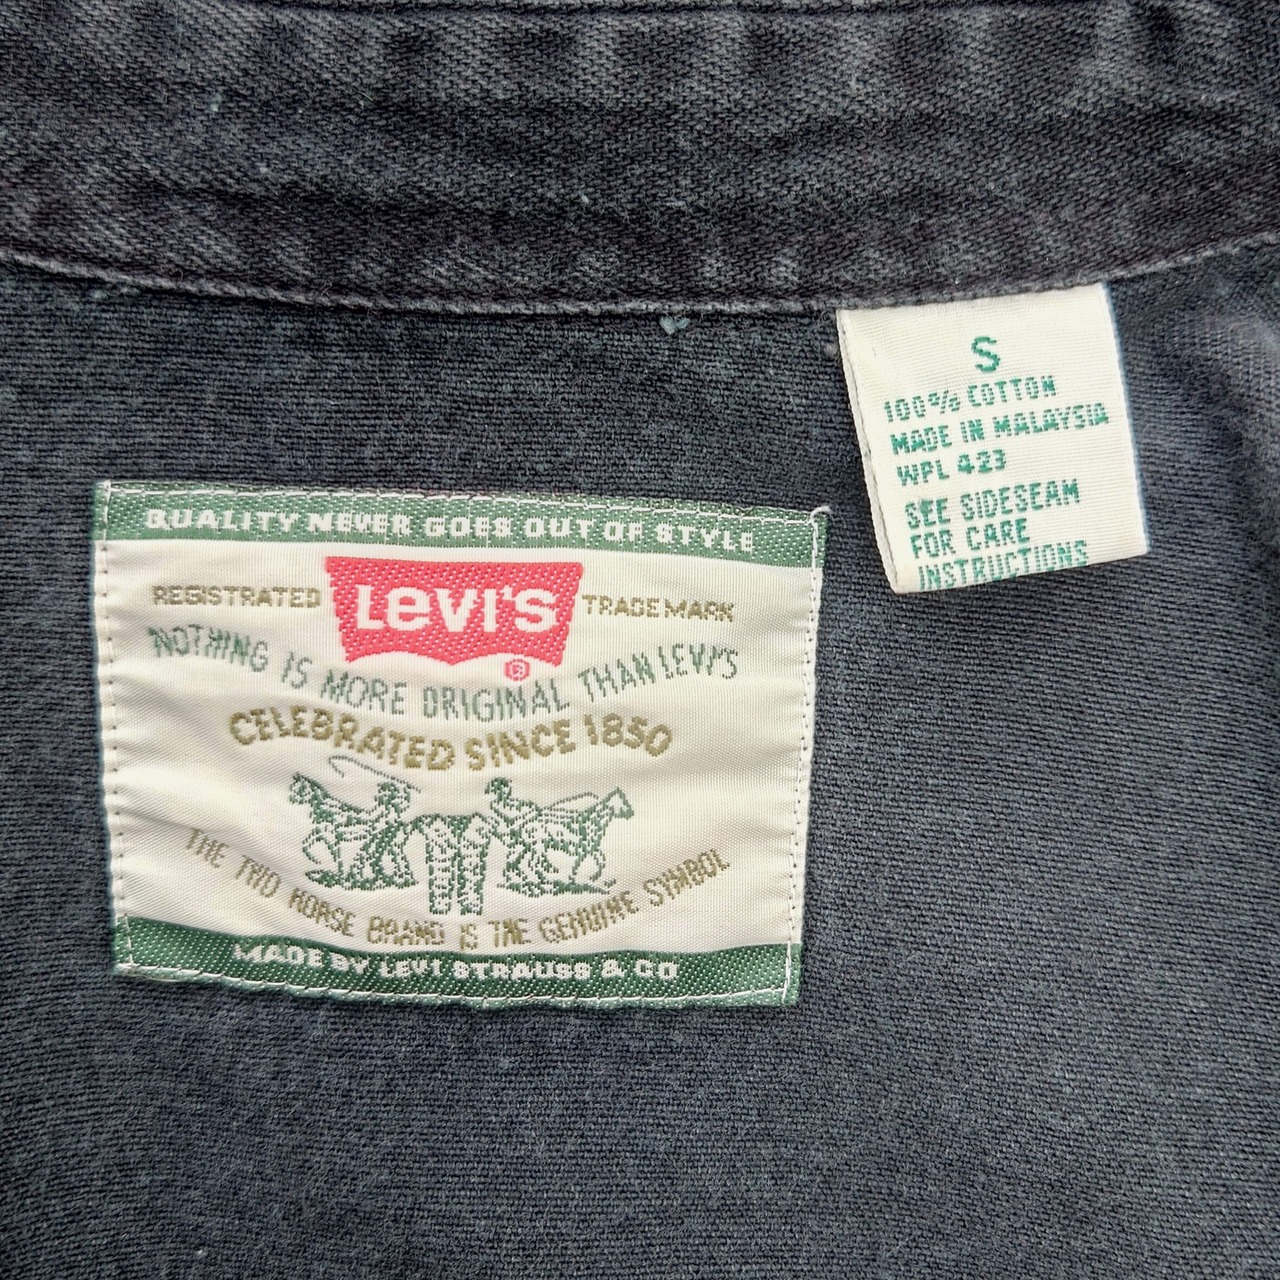 S
100% COTTON
MADE IN MALAYSIA
WPL 423
SEE SIDESEAM
FOR CARE
INSTRUCTIONS
QUALITY NEVER GOES OUT OF STYLE
REGISTRATED LEVI'S TRADEMARK
®
NOTHING IS MORE ORIGINAL THAN LEVI'S
CELEBRATED SINCE 1850
THE TWO HORSE BRAND IS THE GENUINE SYMBOL
MADE BY LEVI STRAUSS & CO